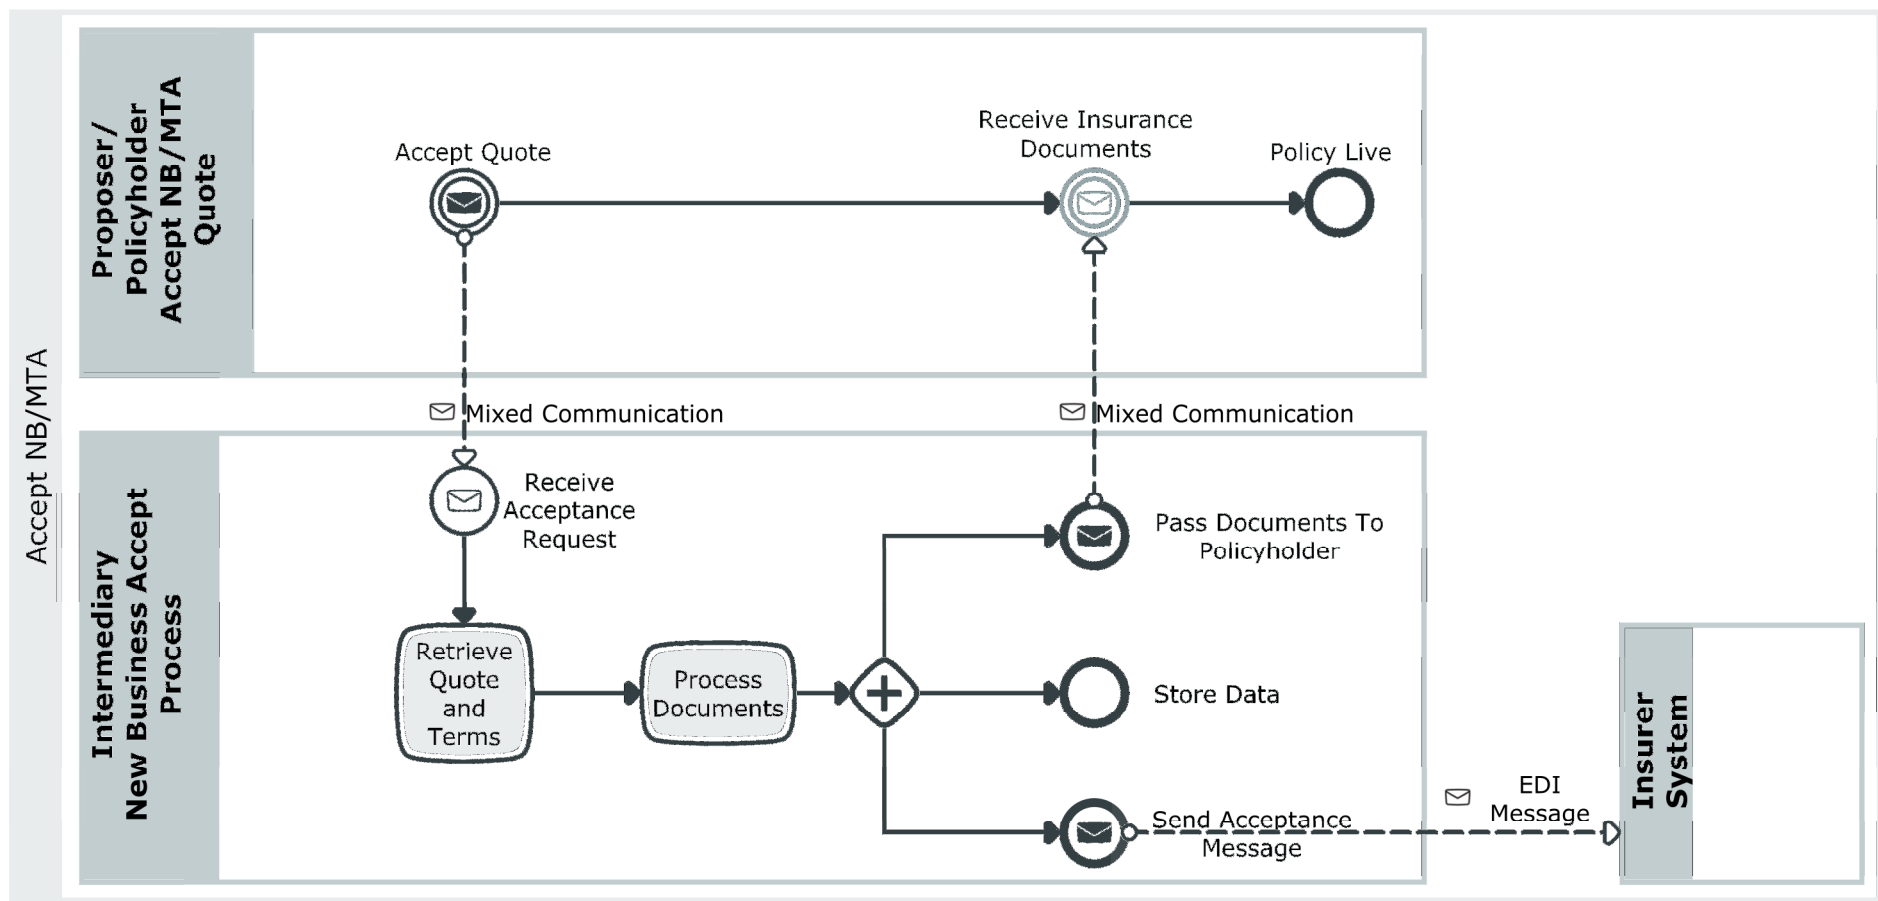 Accept NB/MTA
Proposer/
Policyholder
Accept NB/MTA
Quote
Accept Quote
Receive Insurance
Documents
Policy Live
Mixed Communication
Mixed Communication
Intermediary
New Business Accept
Process
Receive
Acceptance
Request
Retrieve
Quote
and
Terms
Process
Documents
Pass Documents To
Policyholder
Store Data
Send Acceptance
Message
EDI
Message
Insurer
System